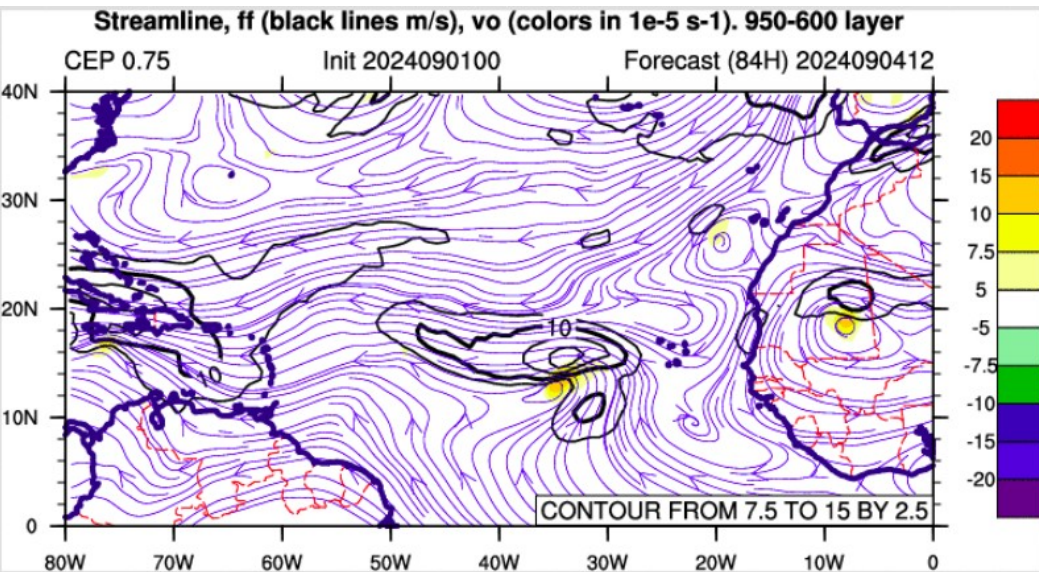 Streamline, ff (black lines m/s), vo (colors in 1e-5 s-1). 950-600 layer
CEP 0.75 Init 2024090100 Forecast (84H) 2024090412
40N
30N
20N
10N
0
10
10
CONTOUR FROM 7.5 TO 15 BY 2.5
80W 70W 60W 50W 40W 30W 20W 10W 0
20
15
10
7.5
5
-5
-7.5
-10
-15
-20